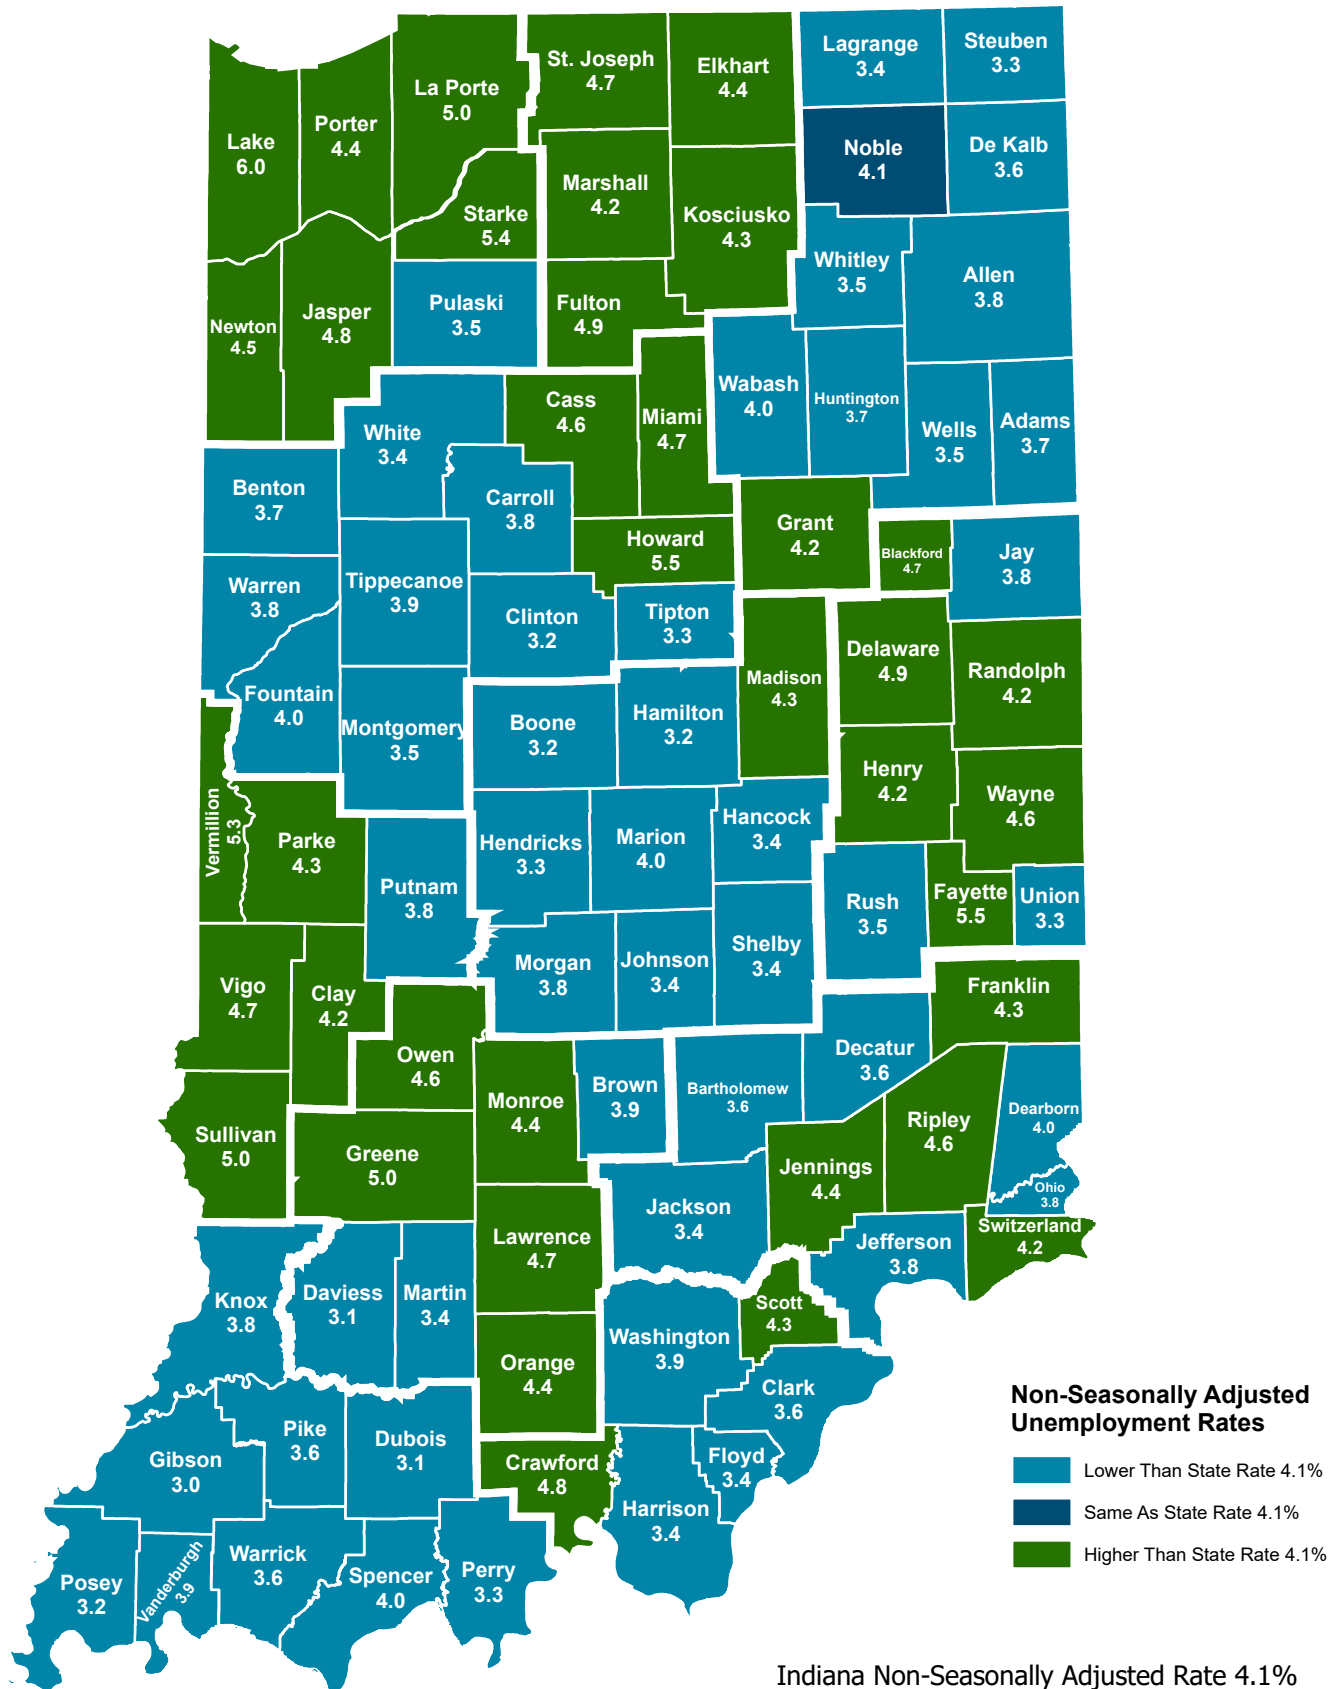 Lagrange
3.4
Steuben
3.3
St. Joseph
4.7
Elkhart
4.4
La Porte
5.0
Porter
4.4
Lake
6.0
Noble
4.1
De Kalb
3.6
Marshall
4.2
Kosciusko
4.3
Starke
5.4
Whitley
3.5
Allen
3.8
Pulaski
3.5
Fulton
4.9
Jasper
4.8
Newton
4.5
Wabash
4.0
Huntington
3.7
Wells
3.5
Adams
3.7
Cass
4.6
Miami
4.7
White
3.4
Carroll
3.8
Benton
3.7
Grant
4.2
Howard
5.5
Blackford
4.7
Jay
3.8
Warren
3.8
Tippecanoe
3.9
Clinton
3.2
Tipton
3.3
Delaware
4.9
Randolph
4.2
Madison
4.3
Fountain
4.0
Montgomery
3.5
Boone
3.2
Hamilton
3.2
Henry
4.2
Wayne
4.6
Vermillion
5.3
Parke
4.3
Putnam
3.8
Hendricks
3.3
Marion
4.0
Hancock
3.4
Rush
3.5
Fayette
5.5
Union
3.3
Morgan
3.8
Johnson
3.4
Shelby
3.4
Vigo
4.7
Clay
4.2
Franklin
4.3
Owen
4.6
Decatur
3.6
Monroe
4.4
Brown
3.9
Bartholomew
3.6
Ripley
4.6
Dearborn
4.0
Sullivan
5.0
Greene
5.0
Jennings
4.4
Ohio
3.8
Jackson
3.4
Switzerland
4.2
Lawrence
4.7
Jefferson
3.8
Knox
3.8
Daviess
3.1
Martin
3.4
Scott
4.3
Washington
3.9
Orange
4.4
Clark
3.6
Pike
3.6
Dubois
3.1
Gibson
3.0
Crawford
4.8
Floyd
3.4
Harrison
3.4
Posey
3.2
Vanderburgh
3.9
Warrick
3.6
Spencer
4.0
Perry
3.3
Non-Seasonally Adjusted
Unemployment Rates
Lower Than State Rate 4.1%
Same As State Rate 4.1%
Higher Than State Rate 4.1%
Indiana Non-Seasonally Adjusted Rate 4.1%